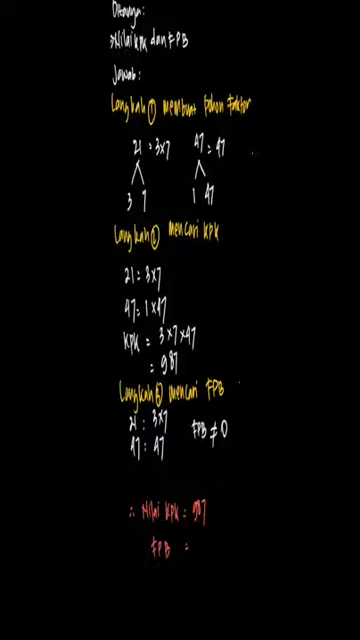 Ditanya:
⇒Nilai KPK dan FPB
Jawab:
Langkah ① membuat Pohon Faktor
21 = 3x7 47 = 47
3 7 1 47
Langkah ② mencari KPK
21 = 3x7
47 = 1x47
KPK = 3x7x47
= 987
Langkah ③ mencari FPB
21 : 3x7
47 : 47
FPB ≠ 0
∴ Nilai KPK = 987
FPB =